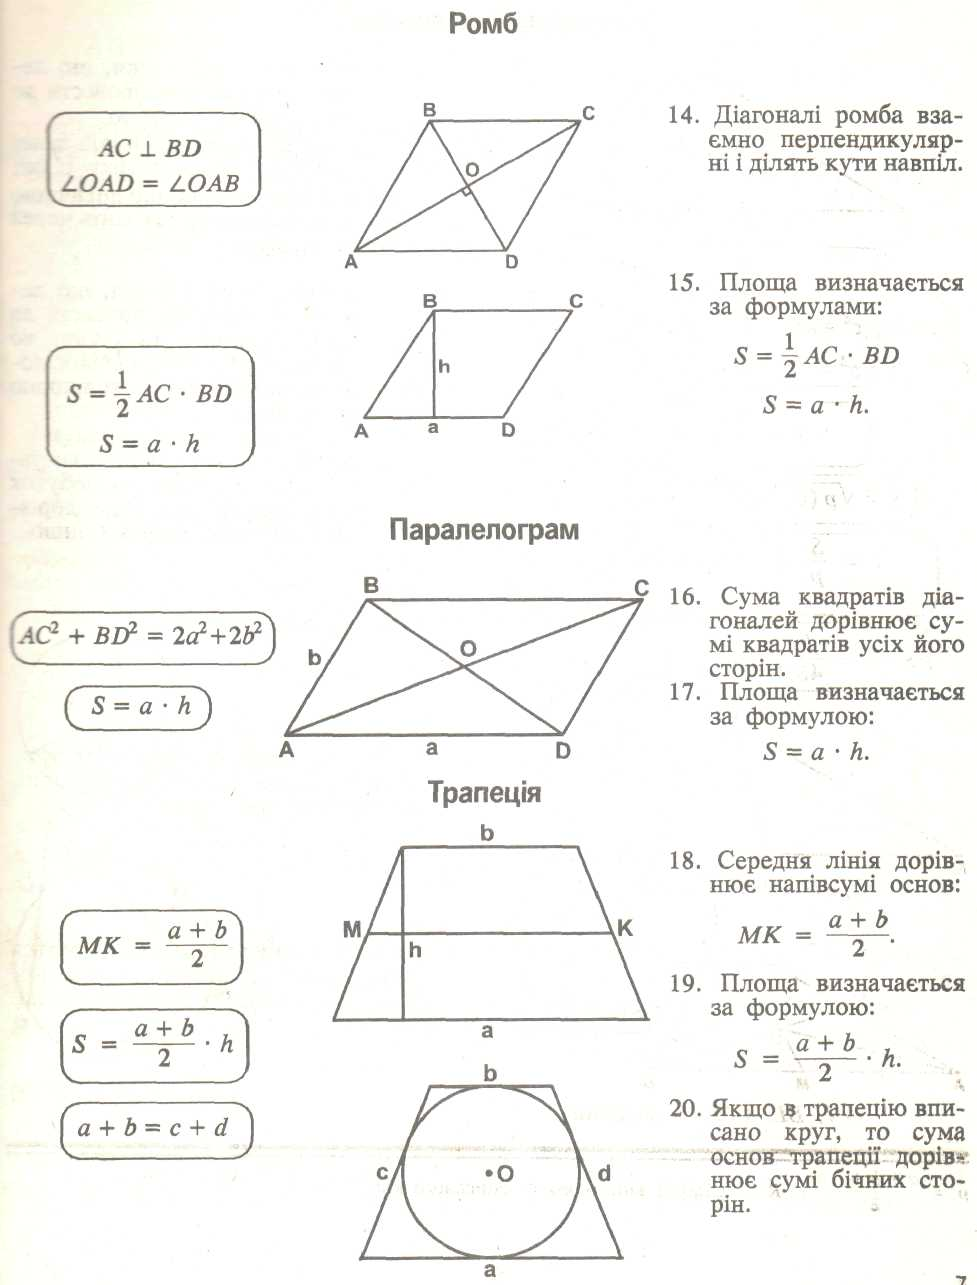 Ромб
AC ⊥ BD
∠OAD = ∠OAB
B
C
O
A
D
14. Діагоналі ромба вза-
ємно перпендикуляр-
ні і ділять кути навпіл.
S = 1/2 AC · BD
S = a · h
B
C
h
A
a
D
15. Площа визначається
за формулами:
S = 1/2 AC · BD
S = a · h.
Паралелограм
AC² + BD² = 2a²+2b²
S = a · h
B
C
b
O
A
a
D
16. Сума квадратів діа-
гоналей дорівнює су-
мі квадратів усіх його
сторін.
17. Площа визначається
за формулою:
S = a · h.
Трапеція
MK = (a + b)/2
S = (a + b)/2 · h
a + b = c + d
b
M
K
h
a
18. Середня лінія дорів-
нює напівсумі основ:
MK = (a + b)/2.
19. Площа визначається
за формулою:
S = (a + b)/2 · h.
b
c
O
d
a
20. Якщо в трапецію впи-
сано круг, то сума
основ трапеції дорів-
нює сумі бічних сто-
рін.
7